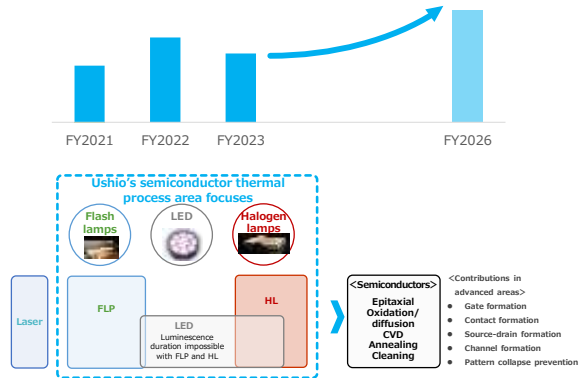 FY2021
FY2022
FY2023
FY2026
Ushio's semiconductor thermal
process area focuses
Flash
lamps
LED
Halogen
lamps
Laser
FLP
HL
LED
Luminescence
duration impossible
with FLP and HL
<Semiconductors>
Epitaxial
Oxidation/
diffusion
CVD
Annealing
Cleaning
<Contributions in
advanced areas>
● Gate formation
● Contact formation
● Source-drain formation
● Channel formation
● Pattern collapse prevention